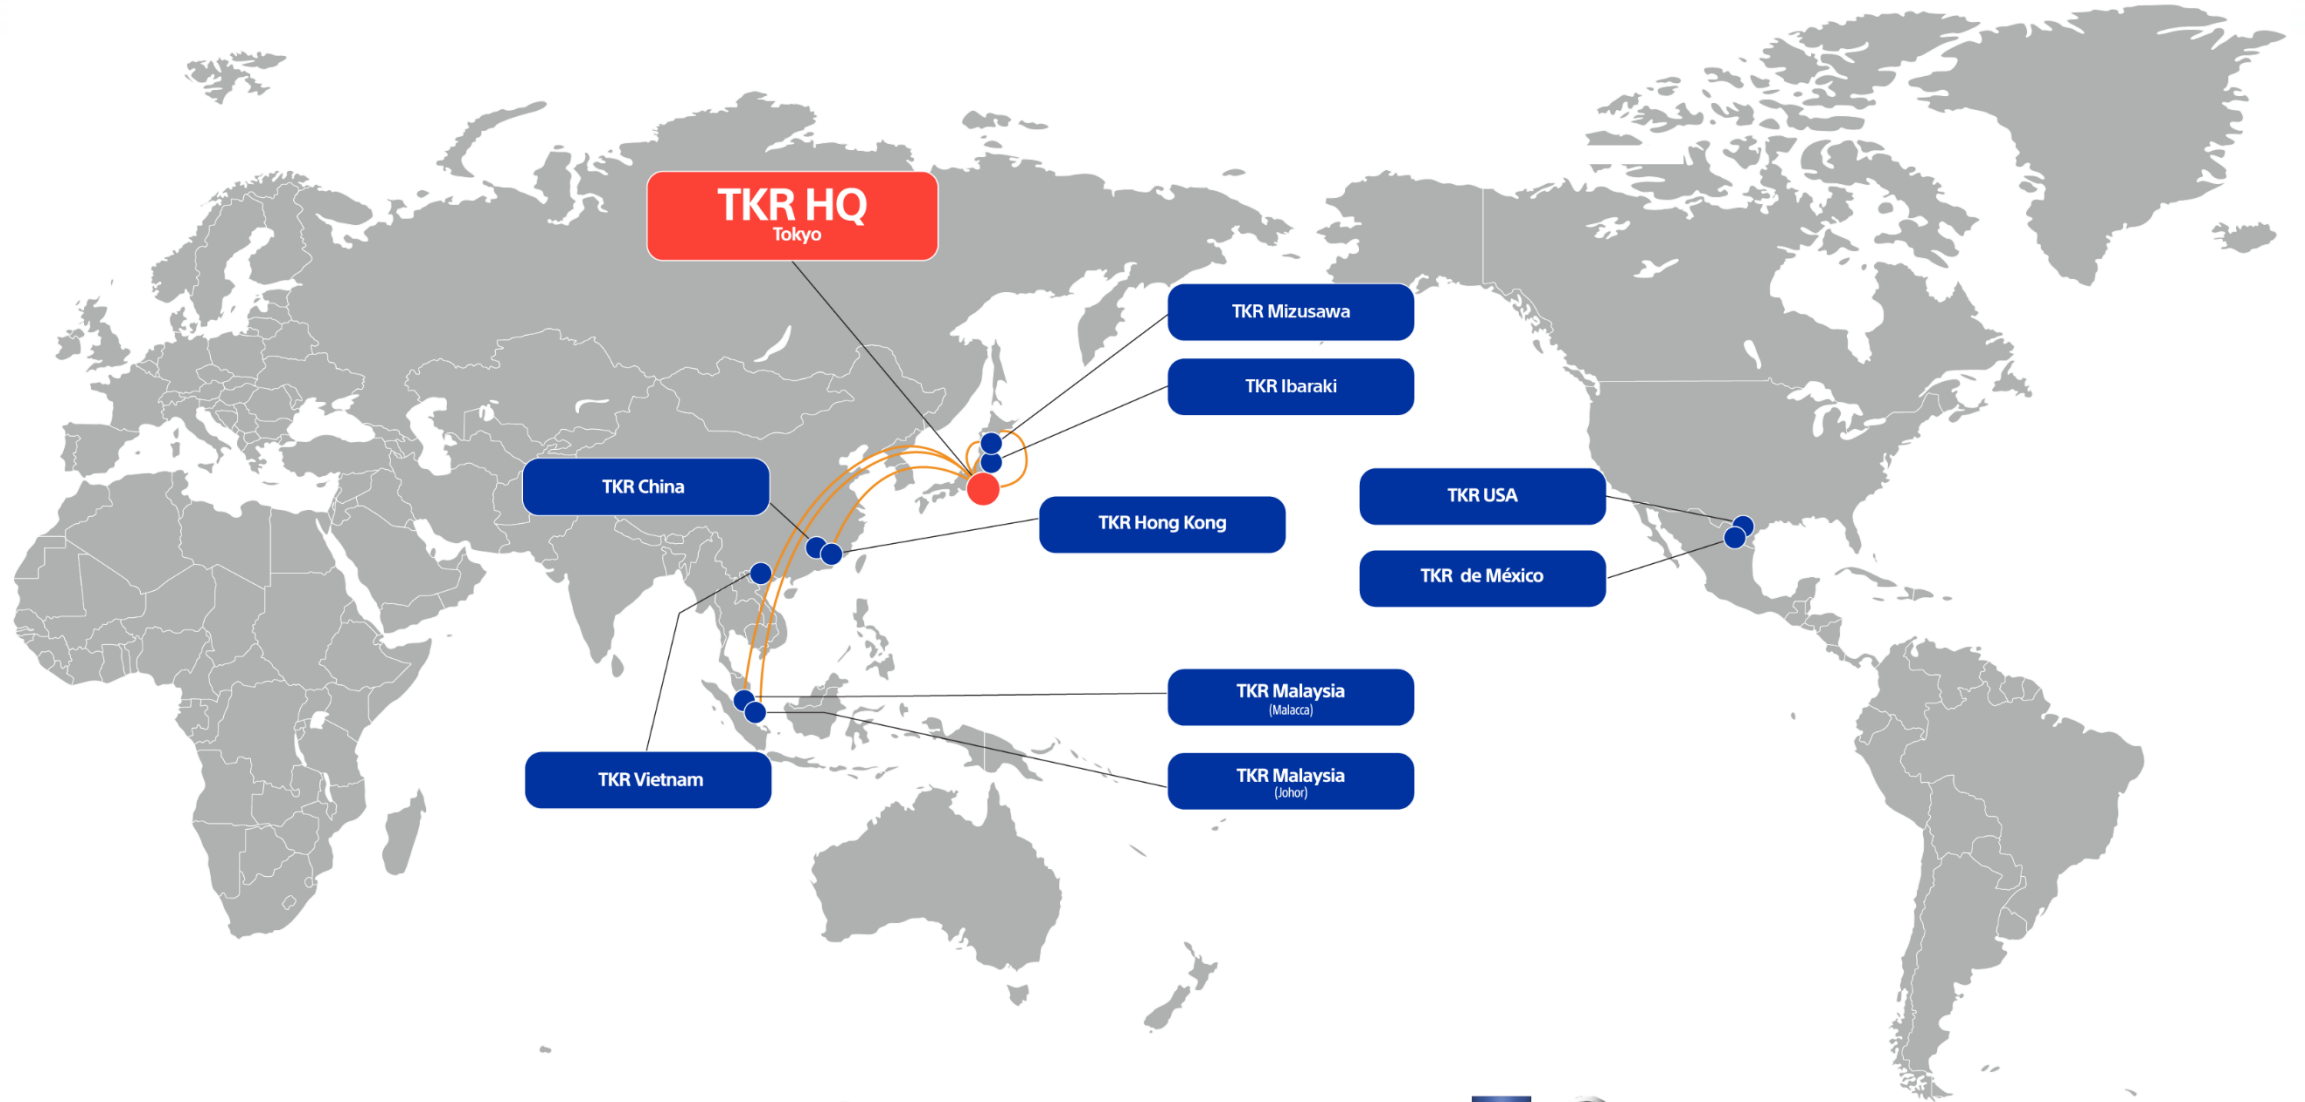 TKR HQ
Tokyo
TKR Mizusawa
TKR Ibaraki
TKR China
TKR Hong Kong
TKR USA
TKR de México
TKR Malaysia
(Malacca)
TKR Vietnam
TKR Malaysia
(Johor)